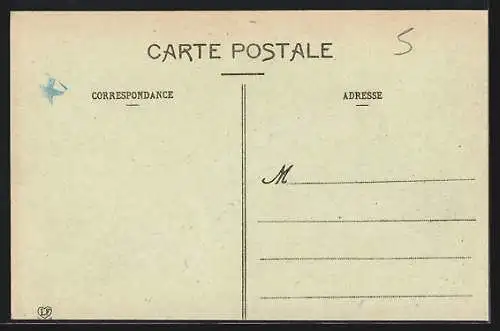 CARTE POSTALE
5
CORRESPONDANCE
ADRESSE
M